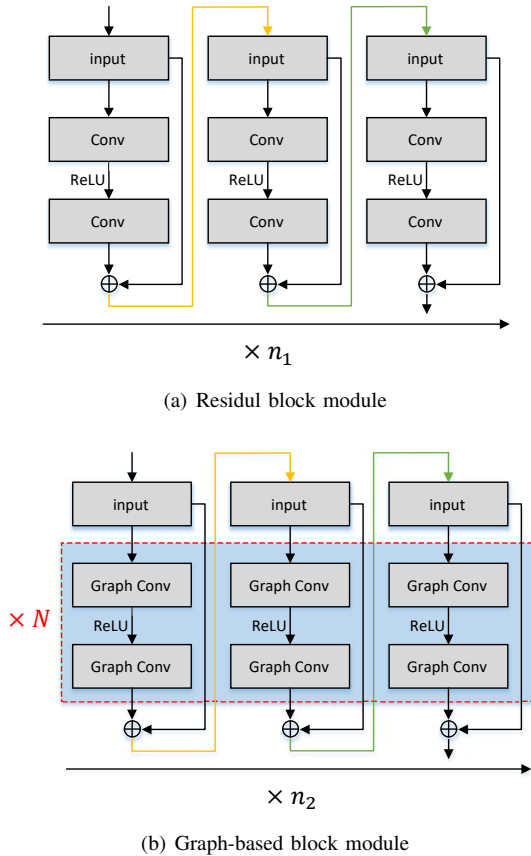 input input input
Conv Conv Conv
ReLU ReLU ReLU
Conv Conv Conv
× n₁
(a) Residul block module
input input input
Graph Conv Graph Conv Graph Conv
× N
ReLU ReLU ReLU
Graph Conv Graph Conv Graph Conv
× n₂
(b) Graph-based block module